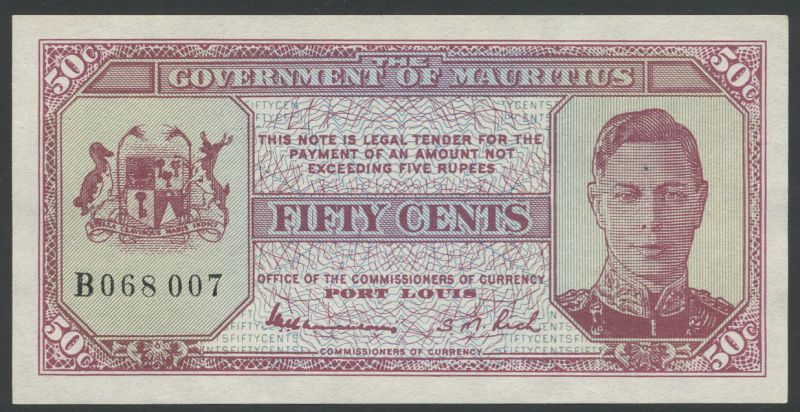 50c 50c
THE
GOVERNMENT OF MAURITIUS
THIS NOTE IS LEGAL TENDER FOR THE
PAYMENT OF AN AMOUNT NOT
EXCEEDING FIVE RUPEES
FIFTY CENTS
STELLA CLAVISQUE MARIS INDICI
B068 007
OFFICE OF THE COMMISSIONERS OF CURRENCY
PORT LOUIS
COMMISSIONERS OF CURRENCY
50c 50c